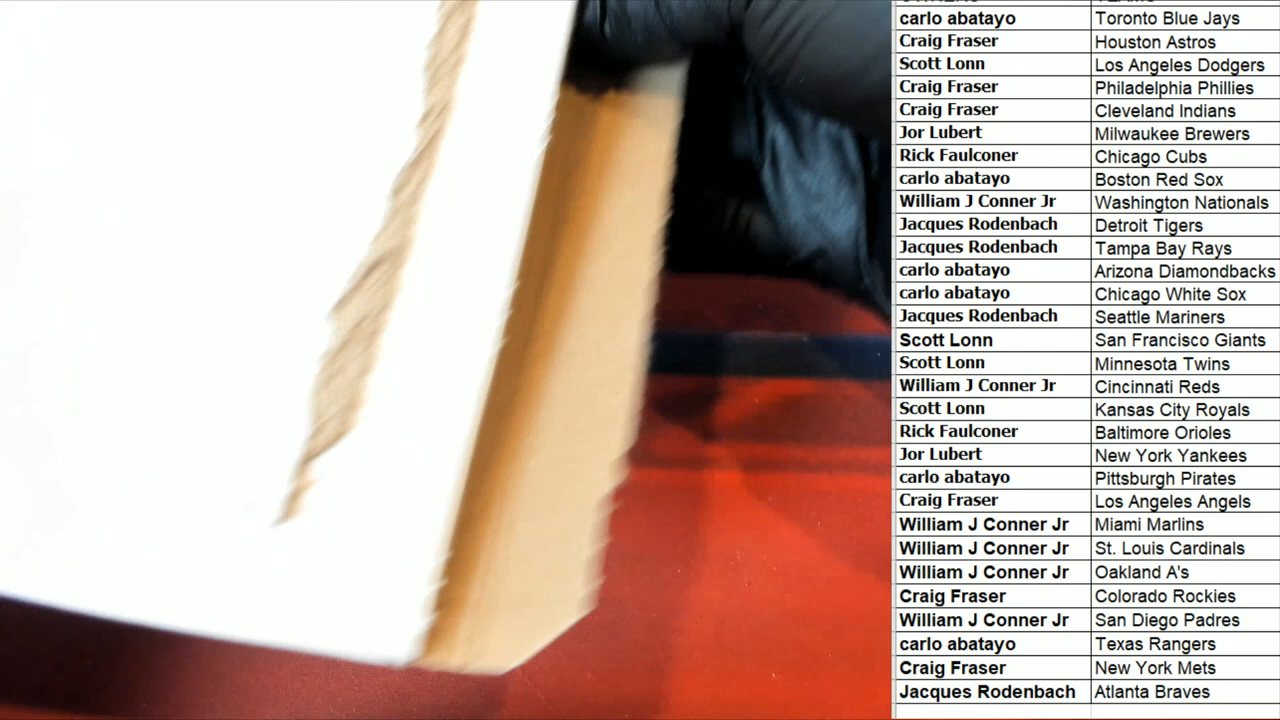 carlo abatayo Toronto Blue Jays
Craig Fraser Houston Astros
Scott Lonn Los Angeles Dodgers
Craig Fraser Philadelphia Phillies
Craig Fraser Cleveland Indians
Jor Lubert Milwaukee Brewers
Rick Faulconer Chicago Cubs
carlo abatayo Boston Red Sox
William J Conner Jr Washington Nationals
Jacques Rodenbach Detroit Tigers
Jacques Rodenbach Tampa Bay Rays
carlo abatayo Arizona Diamondbacks
carlo abatayo Chicago White Sox
Jacques Rodenbach Seattle Mariners
Scott Lonn San Francisco Giants
Scott Lonn Minnesota Twins
William J Conner Jr Cincinnati Reds
Scott Lonn Kansas City Royals
Rick Faulconer Baltimore Orioles
Jor Lubert New York Yankees
carlo abatayo Pittsburgh Pirates
Craig Fraser Los Angeles Angels
William J Conner Jr Miami Marlins
William J Conner Jr St. Louis Cardinals
William J Conner Jr Oakland A's
Craig Fraser Colorado Rockies
William J Conner Jr San Diego Padres
carlo abatayo Texas Rangers
Craig Fraser New York Mets
Jacques Rodenbach Atlanta Braves